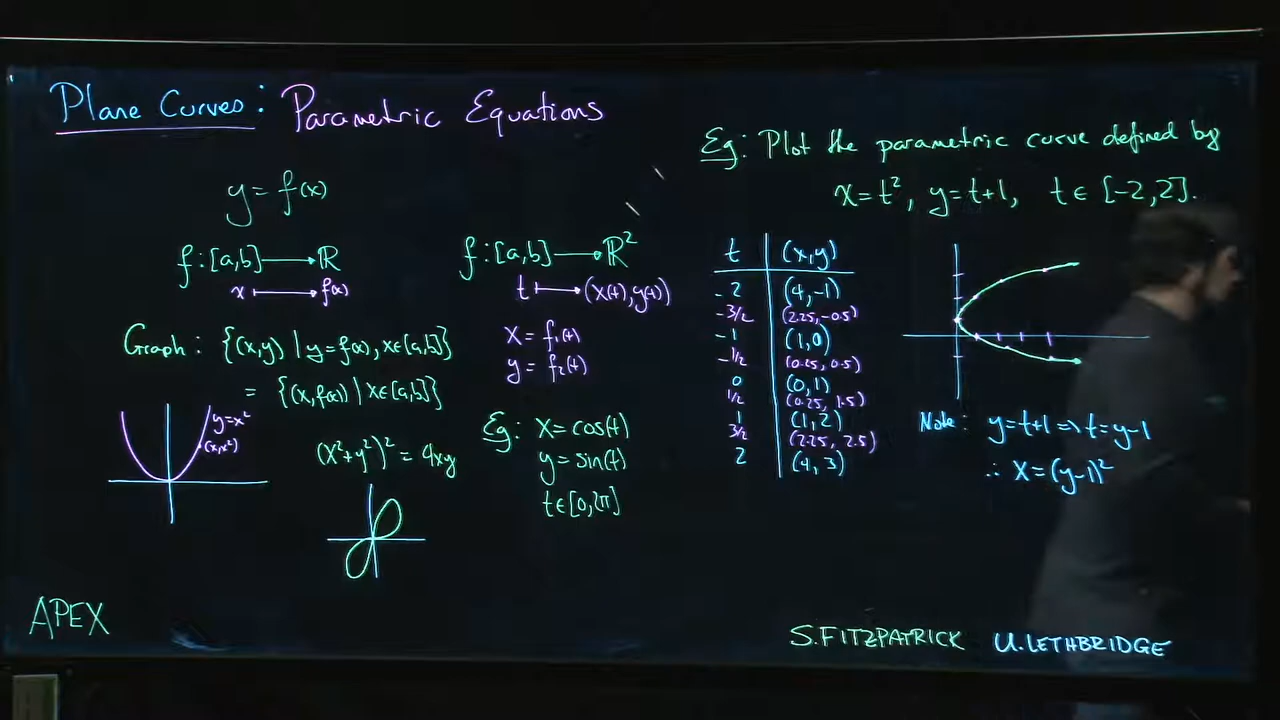 Plane Curves: Parametric Equations
y = f(x)
f: [a,b] ⟶ ℝ
x ⟼ f(x)
Graph: {(x,y) | y=f(x), x∈[a,b]}
= {(x,f(x)) | x∈[a,b]}
y=x²
(x,x²)
(x²+y²)² = 4xy
f: [a,b] ⟶ ℝ²
t ⟼ (x(t), y(t))
x = f₁(t)
y = f₂(t)
Eg: x = cos(t)
y = sin(t)
t∈[0,2π]
Eg: Plot the parametric curve defined by
x=t², y=t+1, t∈[-2,2].
t (x,y)
-2 (4,-1)
-3/2 (2.25,-0.5)
-1 (1,0)
-1/2 (0.25,0.5)
0 (0,1)
1/2 (0.25, 1.5)
1 (1,2)
3/2 (2.25, 2.5)
2 (4,3)
Note: y=t+1 ⇒ t=y-1
∴ x=(y-1)²
APEX
S.FITZPATRICK U.LETHBRIDGE